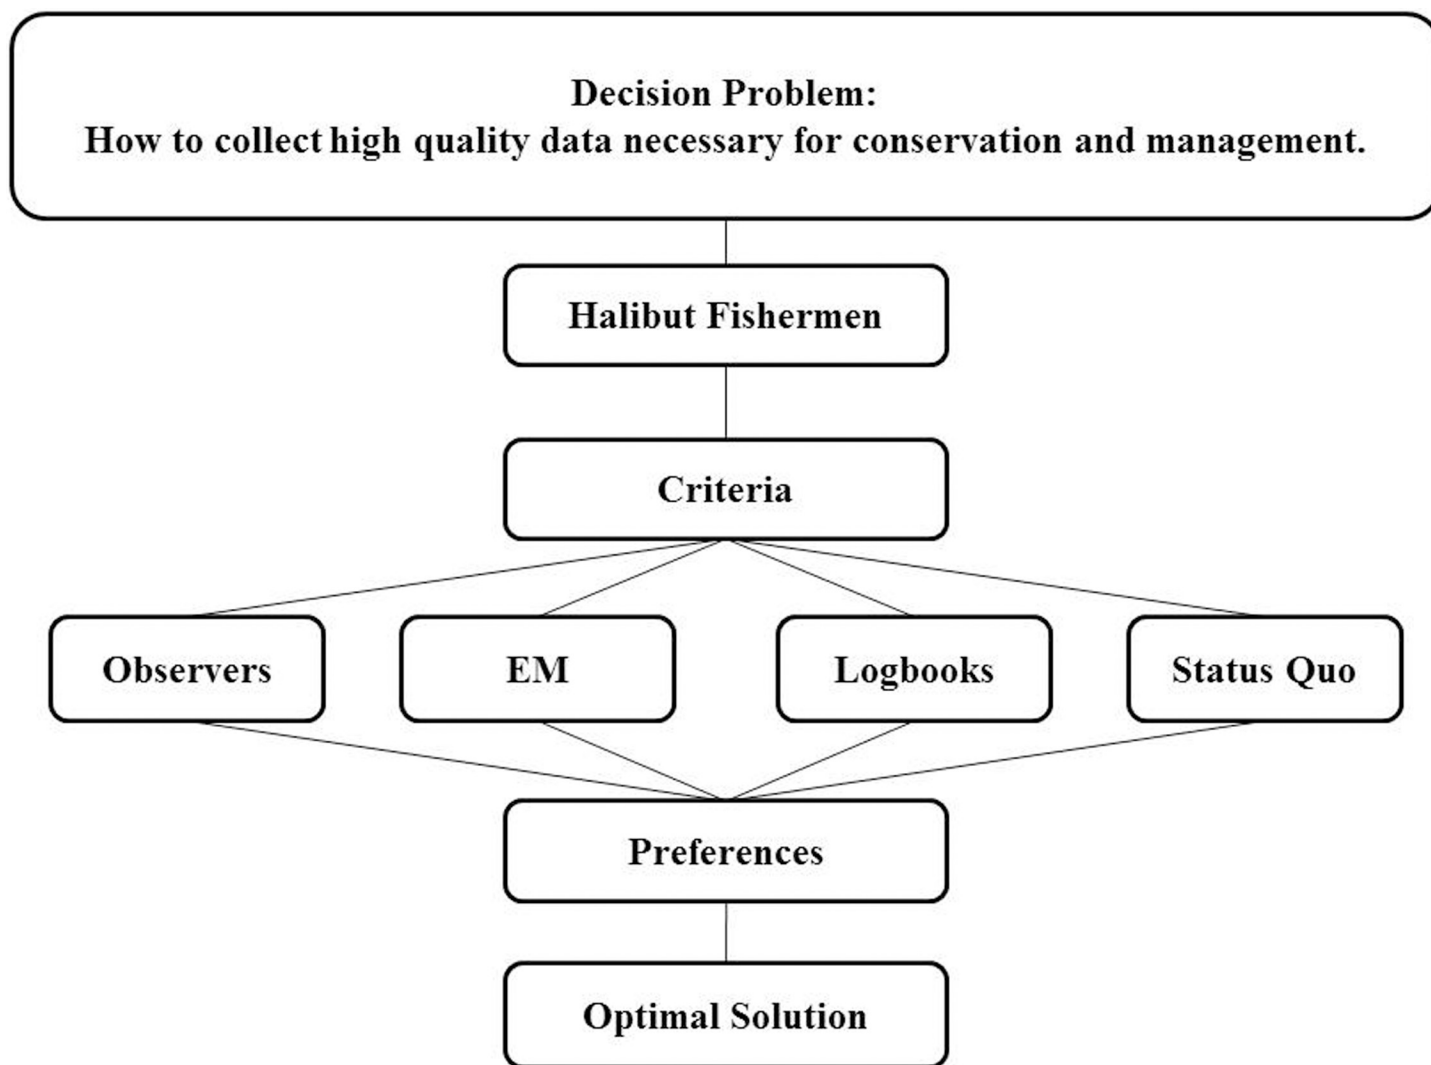 Decision Problem:
How to collect high quality data necessary for conservation and management.
Halibut Fishermen
Criteria
Observers
EM
Logbooks
Status Quo
Preferences
Optimal Solution